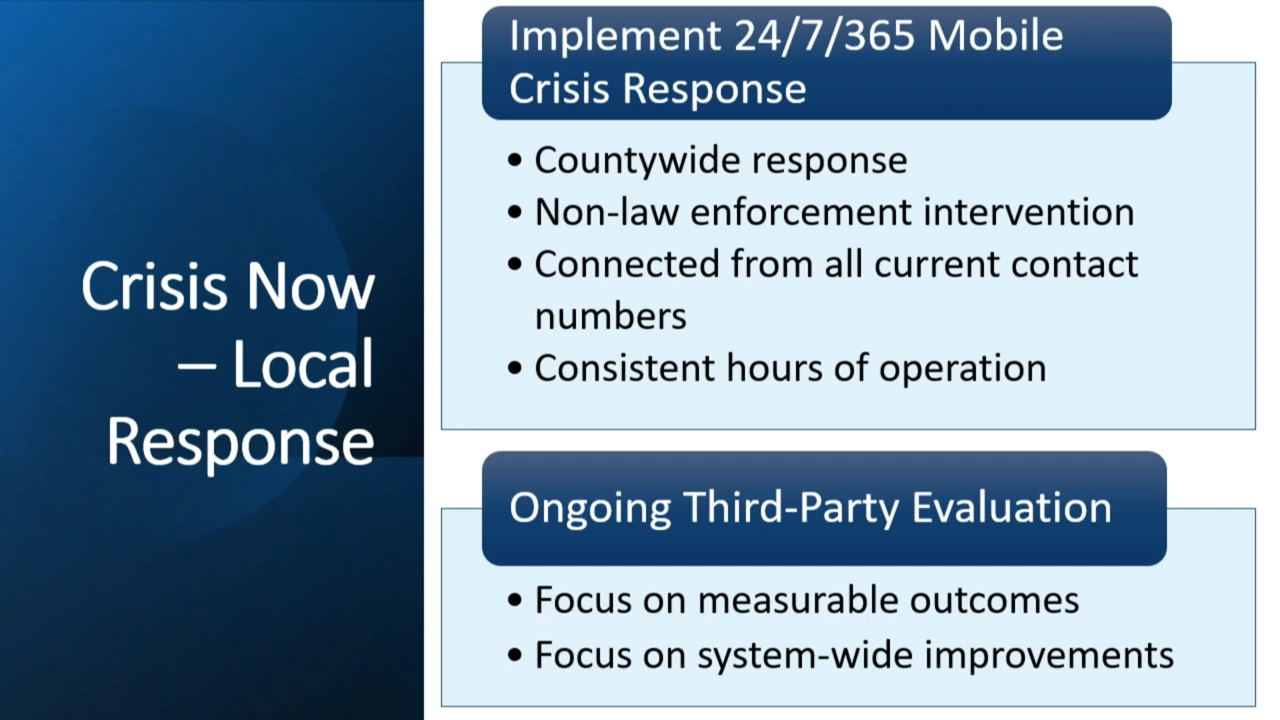 Crisis Now
– Local
Response
Implement 24/7/365 Mobile
Crisis Response
• Countywide response
• Non-law enforcement intervention
• Connected from all current contact
numbers
• Consistent hours of operation
Ongoing Third-Party Evaluation
• Focus on measurable outcomes
• Focus on system-wide improvements